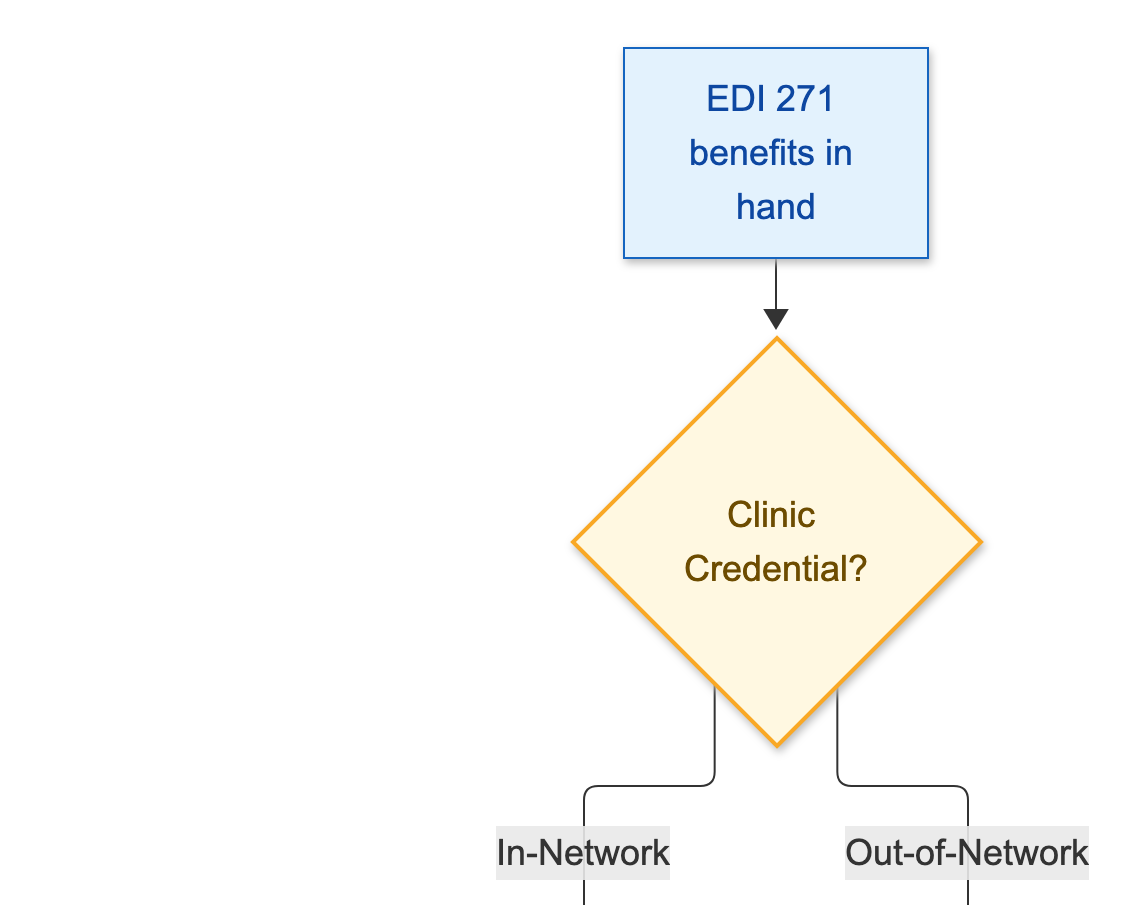 EDI 271
benefits in
hand
Clinic
Credential?
In-Network
Out-of-Network